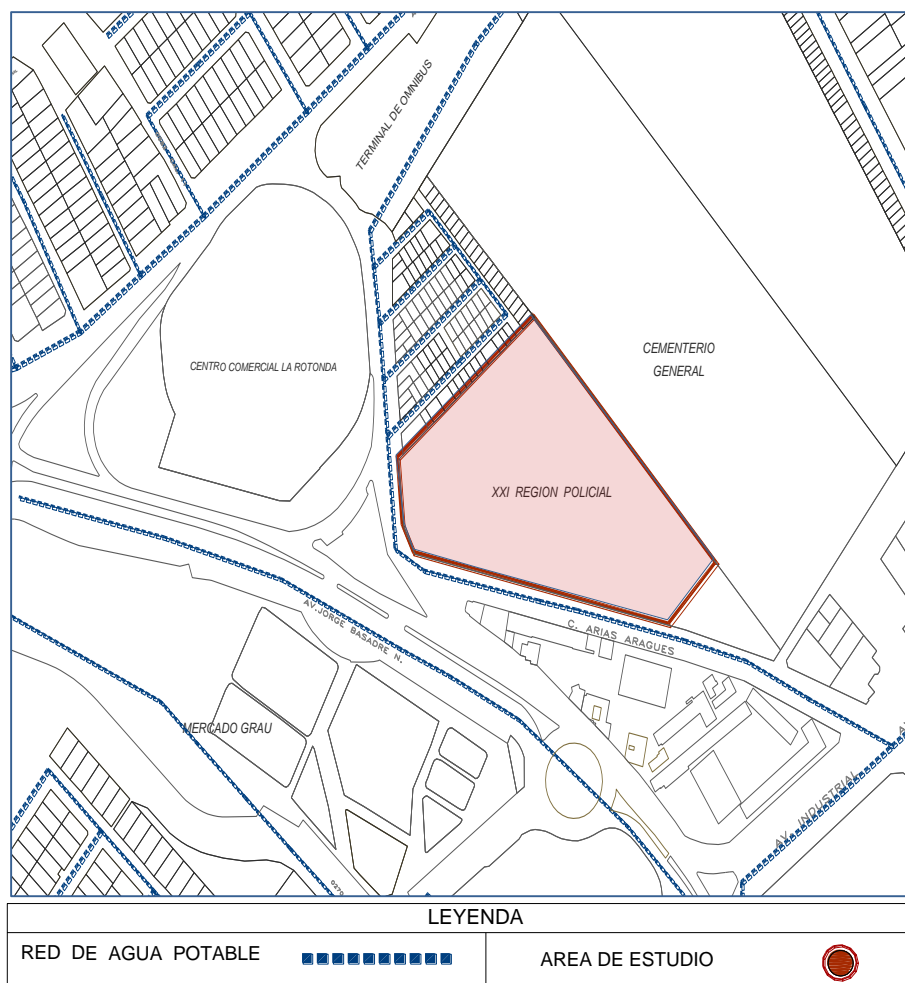 TERMINAL DE OMNIBUS
CEMENTERIO
GENERAL
CENTRO COMERCIAL LA ROTONDA
XXI REGION POLICIAL
AV.JORGE BASADRE N.
C. ARIAS ARAGUES
MERCADO GRAU
AV. INDUSTRIAL
LEYENDA
RED DE AGUA POTABLE
AREA DE ESTUDIO